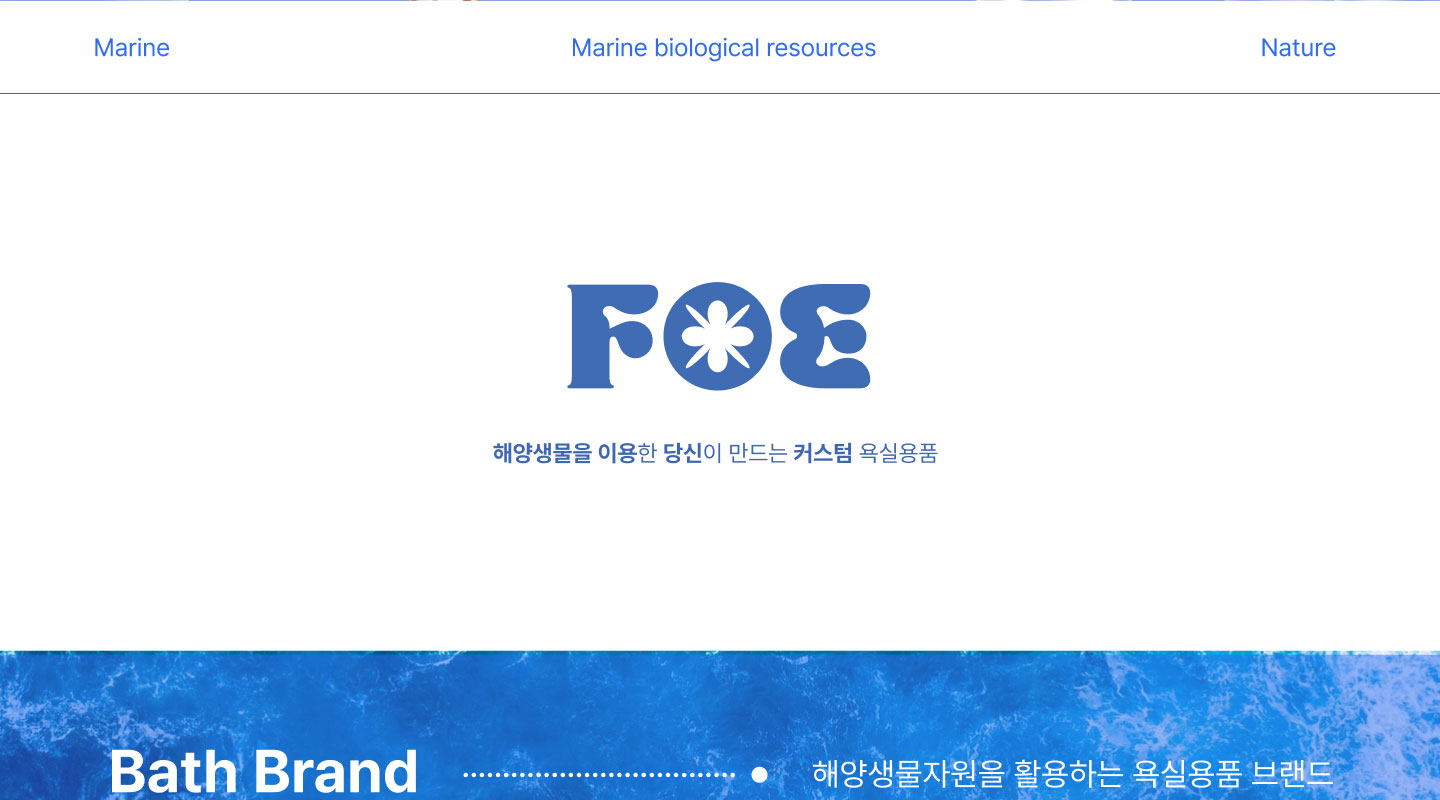 Marine
Marine biological resources
Nature
FOE
해양생물을 이용한 당신이 만드는 커스텀 욕실용품
Bath Brand
해양생물자원을 활용하는 욕실용품 브랜드